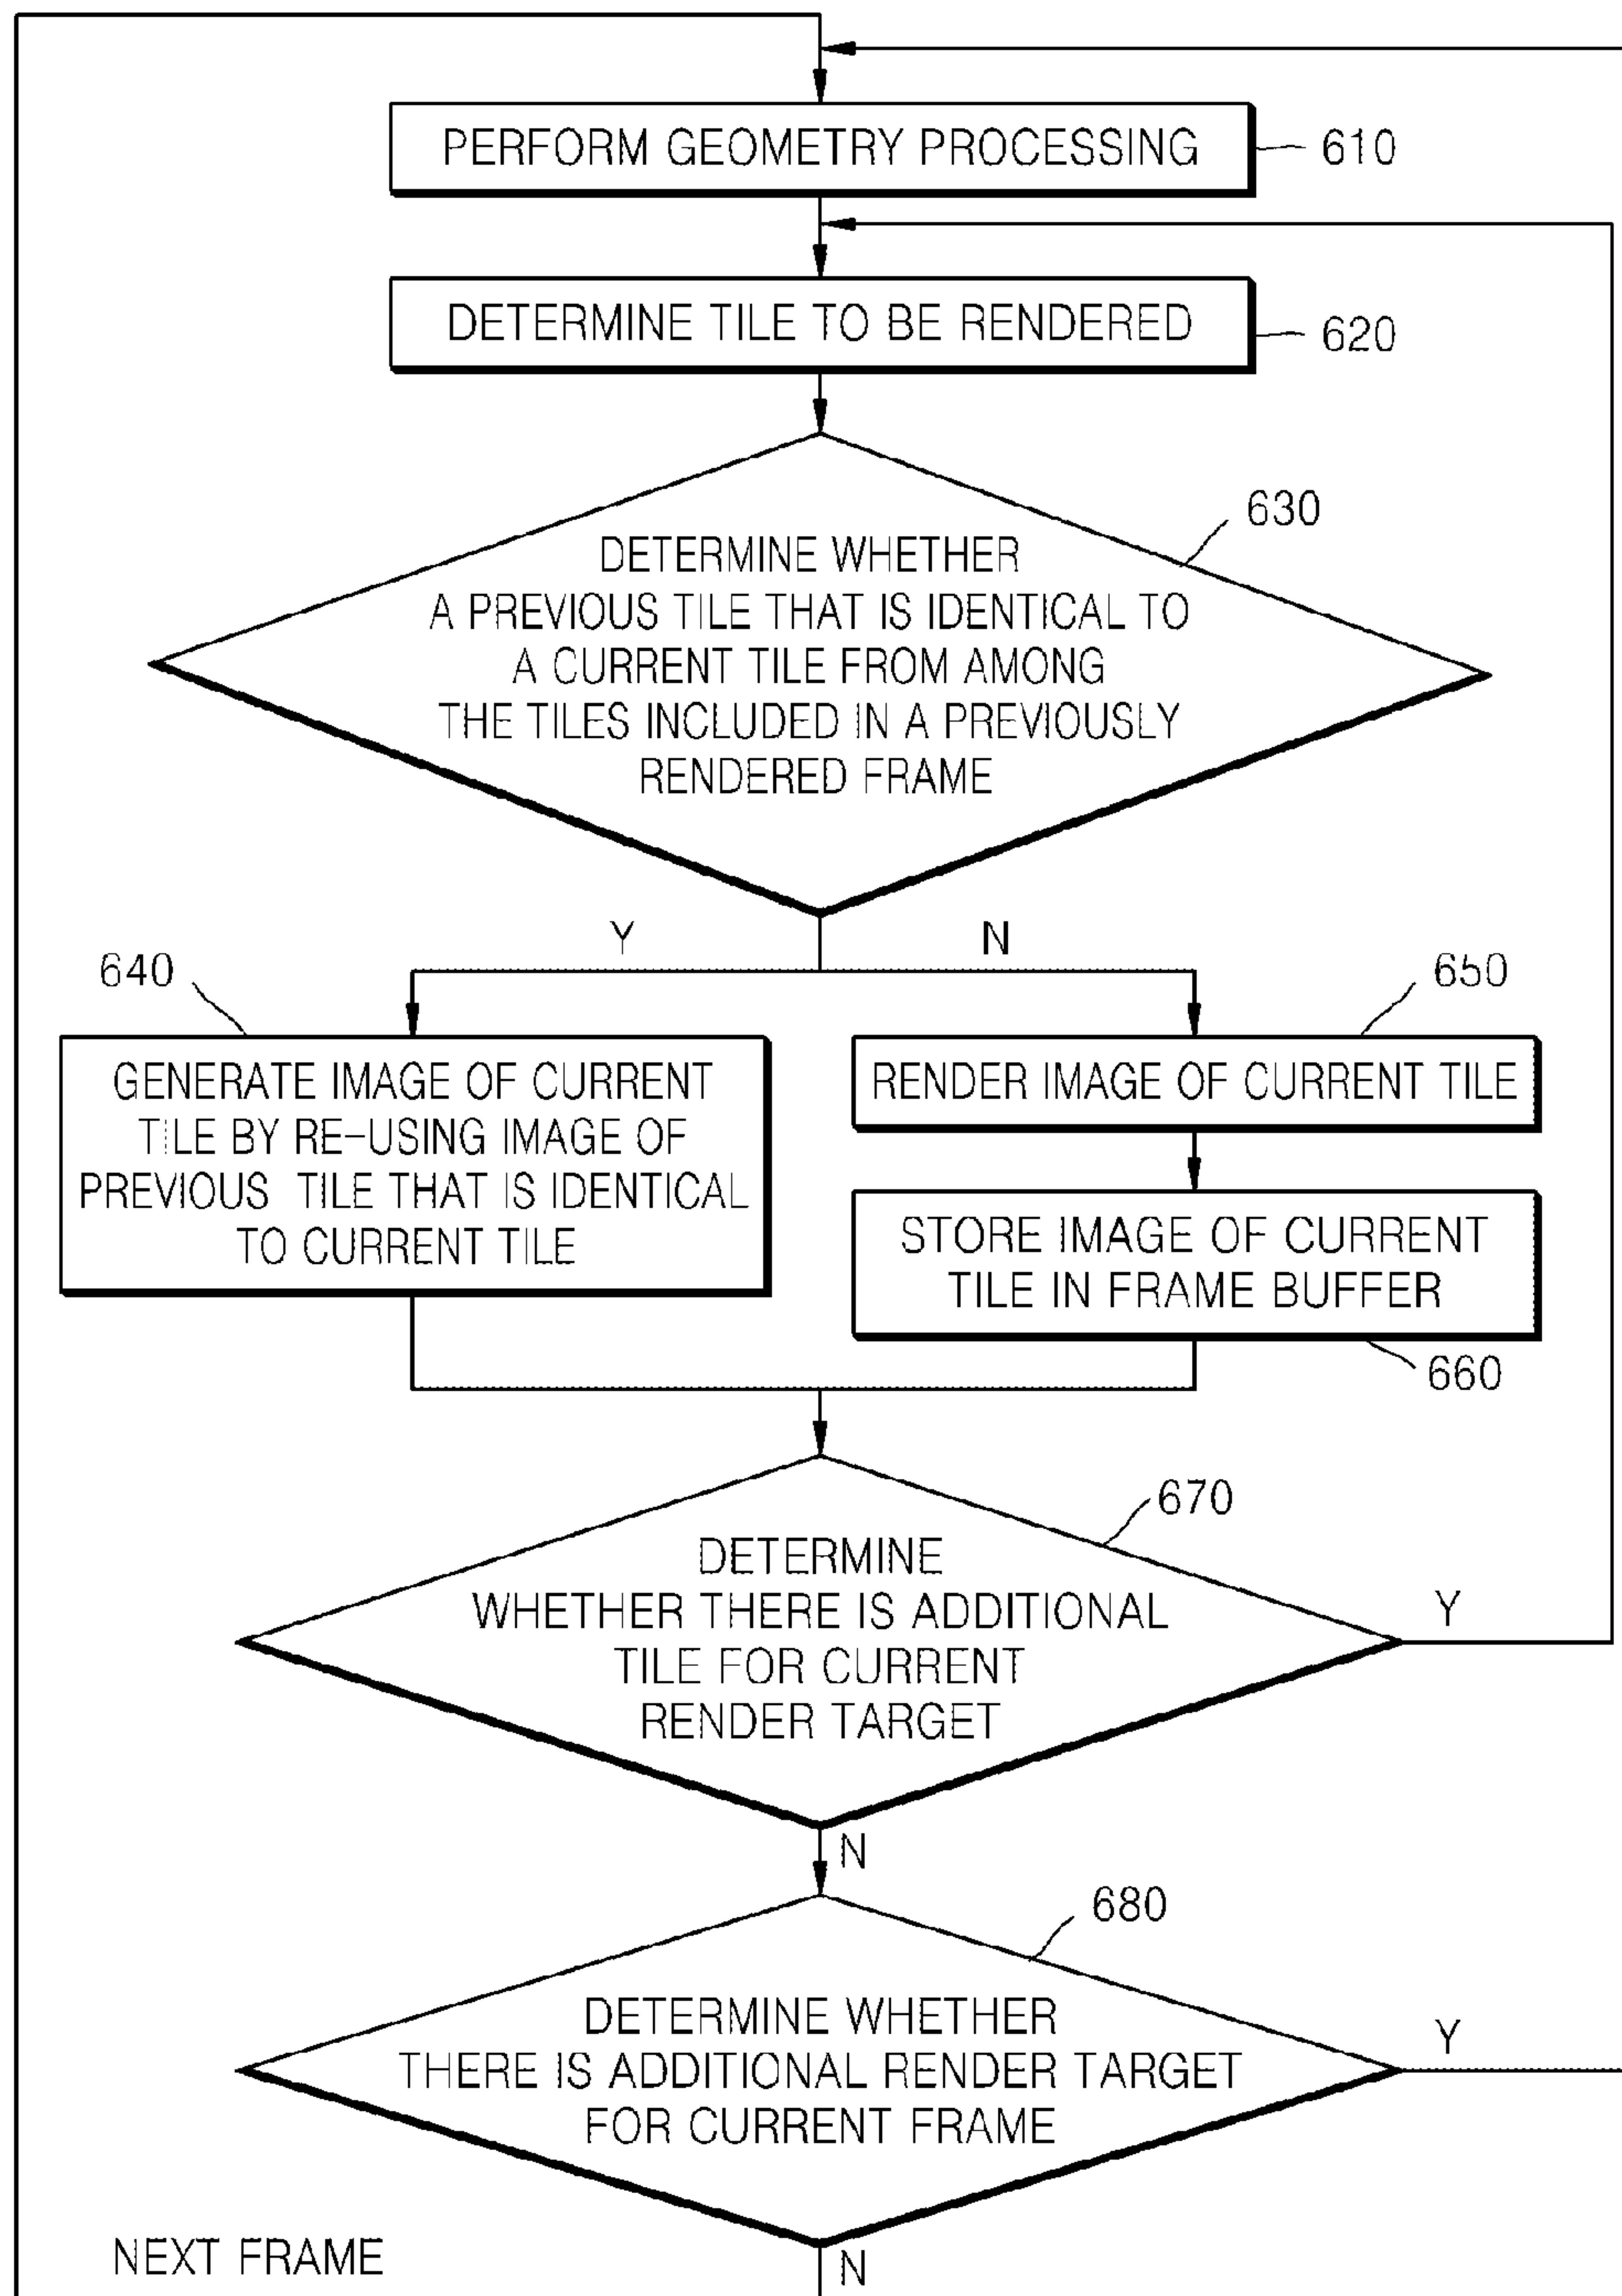 PERFORM GEOMETRY PROCESSING
610
DETERMINE TILE TO BE RENDERED
620
630
DETERMINE WHETHER
A PREVIOUS TILE THAT IS IDENTICAL TO
A CURRENT TILE FROM AMONG
THE TILES INCLUDED IN A PREVIOUSLY
RENDERED FRAME
Y
N
640
650
GENERATE IMAGE OF CURRENT
TILE BY RE-USING IMAGE OF
PREVIOUS TILE THAT IS IDENTICAL
TO CURRENT TILE
RENDER IMAGE OF CURRENT TILE
STORE IMAGE OF CURRENT
TILE IN FRAME BUFFER
660
670
DETERMINE
WHETHER THERE IS ADDITIONAL
TILE FOR CURRENT
RENDER TARGET
Y
N
680
DETERMINE WHETHER
THERE IS ADDITIONAL RENDER TARGET
FOR CURRENT FRAME
Y
NEXT FRAME
N